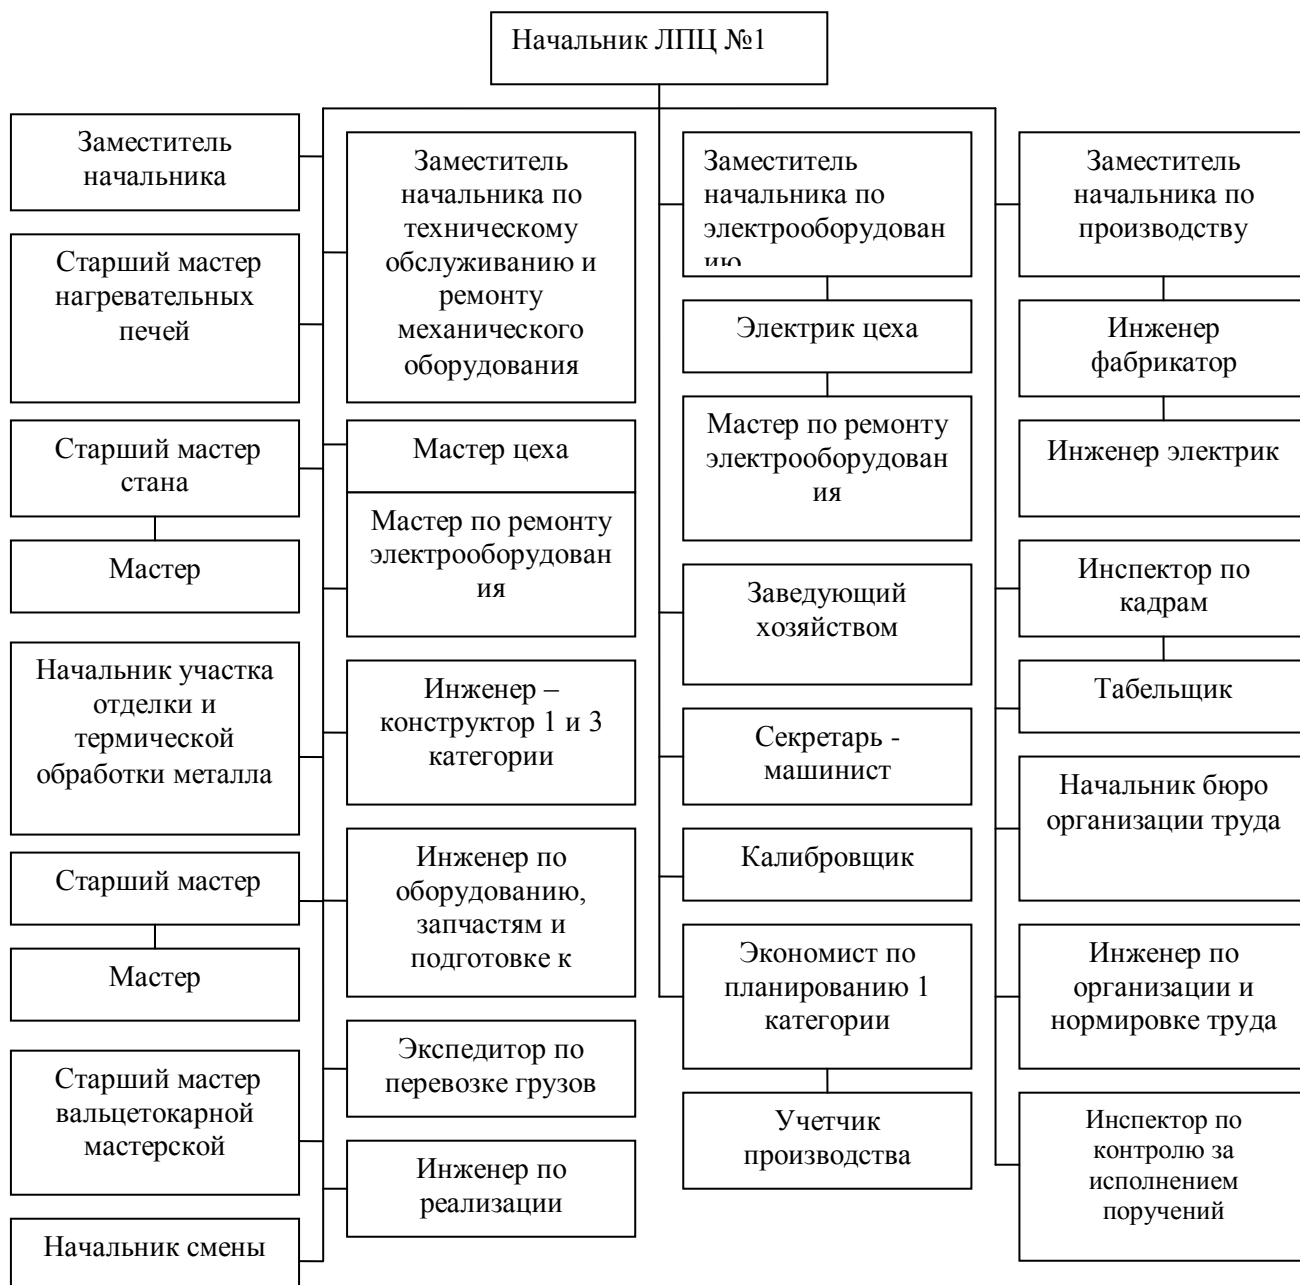 Начальник ЛПЦ №1
Заместитель
начальника
Старший мастер
нагревательных
печей
Старший мастер
стана
Мастер
Начальник участка
отделки и
термической
обработки металла
Старший мастер
Мастер
Старший мастер
вальцетокарной
мастерской
Начальник смены
Заместитель
начальника по
техническому
обслуживанию и
ремонту
механического
оборудования
Мастер цеха
Мастер по ремонту
электрооборудован
ия
Инженер –
конструктор 1 и 3
категории
Инженер по
оборудованию,
запчастям и
подготовке к
Экспедитор по
перевозке грузов
Инженер по
реализации
Заместитель
начальника по
электрооборудован
ию
Электрик цеха
Мастер по ремонту
электрооборудован
ия
Заведующий
хозяйством
Секретарь -
машинист
Калибровщик
Экономист по
планированию 1
категории
Учетчик
производства
Заместитель
начальника по
производству
Инженер
фабрикатор
Инженер электрик
Инспектор по
кадрам
Табельщик
Начальник бюро
организации труда
Инженер по
организации и
нормировке труда
Инспектор по
контролю за
исполнением
поручений